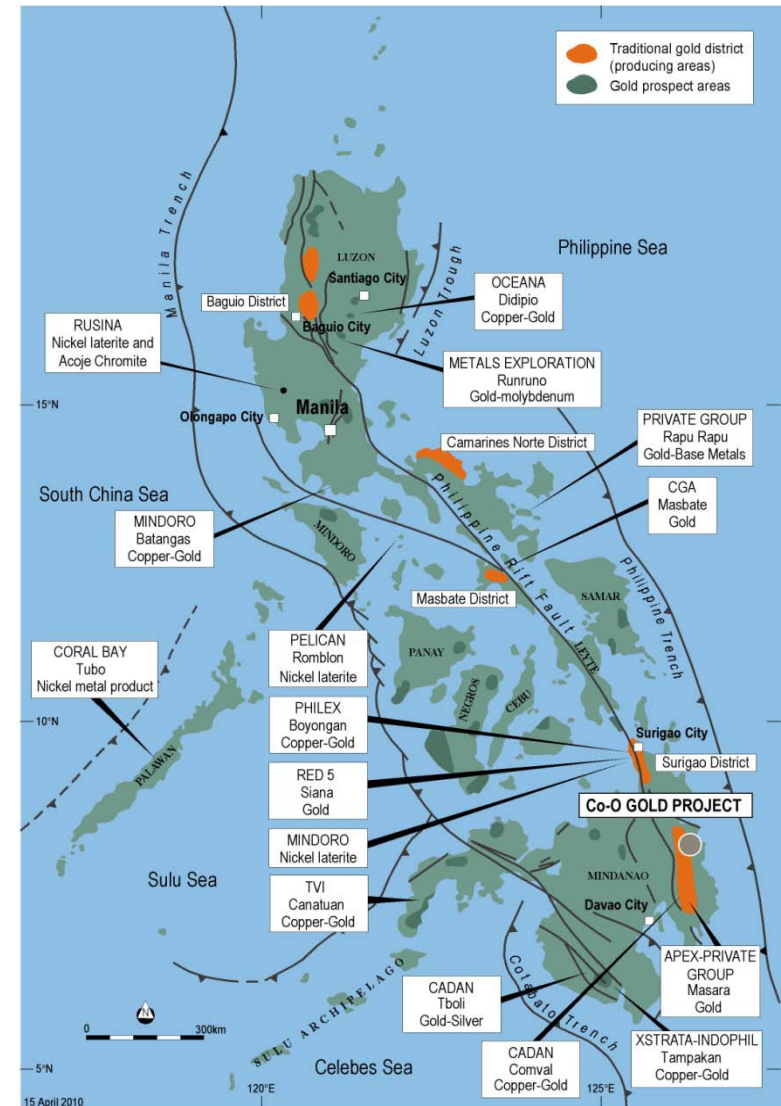 Traditional gold district
(producing areas)
Gold prospect areas
Manila Trench
LUZON
Santiago City
Luzon Trough
Philippine Sea
Baguio District
Baguio City
OCEANA
Didipio
Copper-Gold
RUSINA
Nickel laterite and
Acoje Chromite
METALS EXPLORATION
Runruno
Gold-molybdenum
15°N
Olongapo City
Manila
Camarines Norte District
PRIVATE GROUP
Rapu Rapu
Gold-Base Metals
South China Sea
CGA
Masbate
Gold
MINDORO
Batangas
Copper-Gold
MINDORO
Philippine Rift Fault
Philippine Trench
Masbate District
SAMAR
CORAL BAY
Tubo
Nickel metal product
PELICAN
Romblon
Nickel laterite
PANAY
NEGROS
CEBU
LEYTE
PHILEX
Boyongan
Copper-Gold
10°N
PALAWAN
Surigao City
Surigao District
RED 5
Siana
Gold
Co-O GOLD PROJECT
MINDORO
Nickel laterite
Sulu Sea
TVI
Canatuan
Copper-Gold
MINDANAO
Davao City
APEX-PRIVATE
GROUP
Masara
Gold
SULU ARCHIPELAGO
CADAN
Tboli
Gold-Silver
Cotabato Trench
XSTRATA-INDOPHIL
Tampakan
Copper-Gold
CADAN
Comval
Copper-Gold
N
0 300km
Celebes Sea
5°N
120°E
125°E
15 April 2010